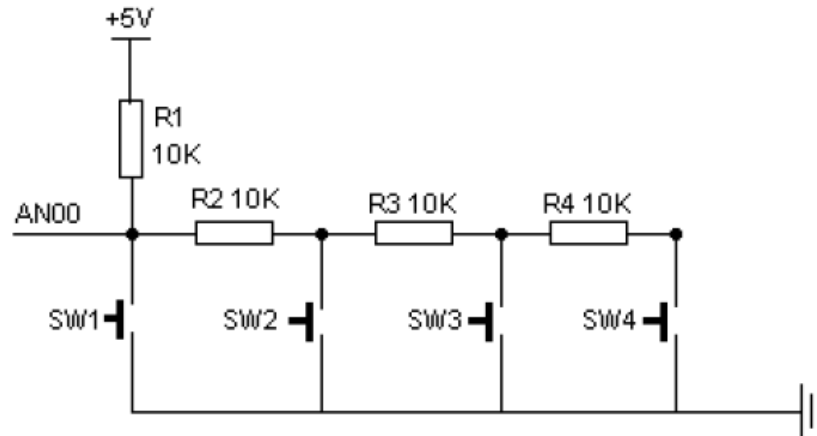 +5V
R1
10K
AN00
R2 10K
R3 10K
R4 10K
SW1
SW2
SW3
SW4